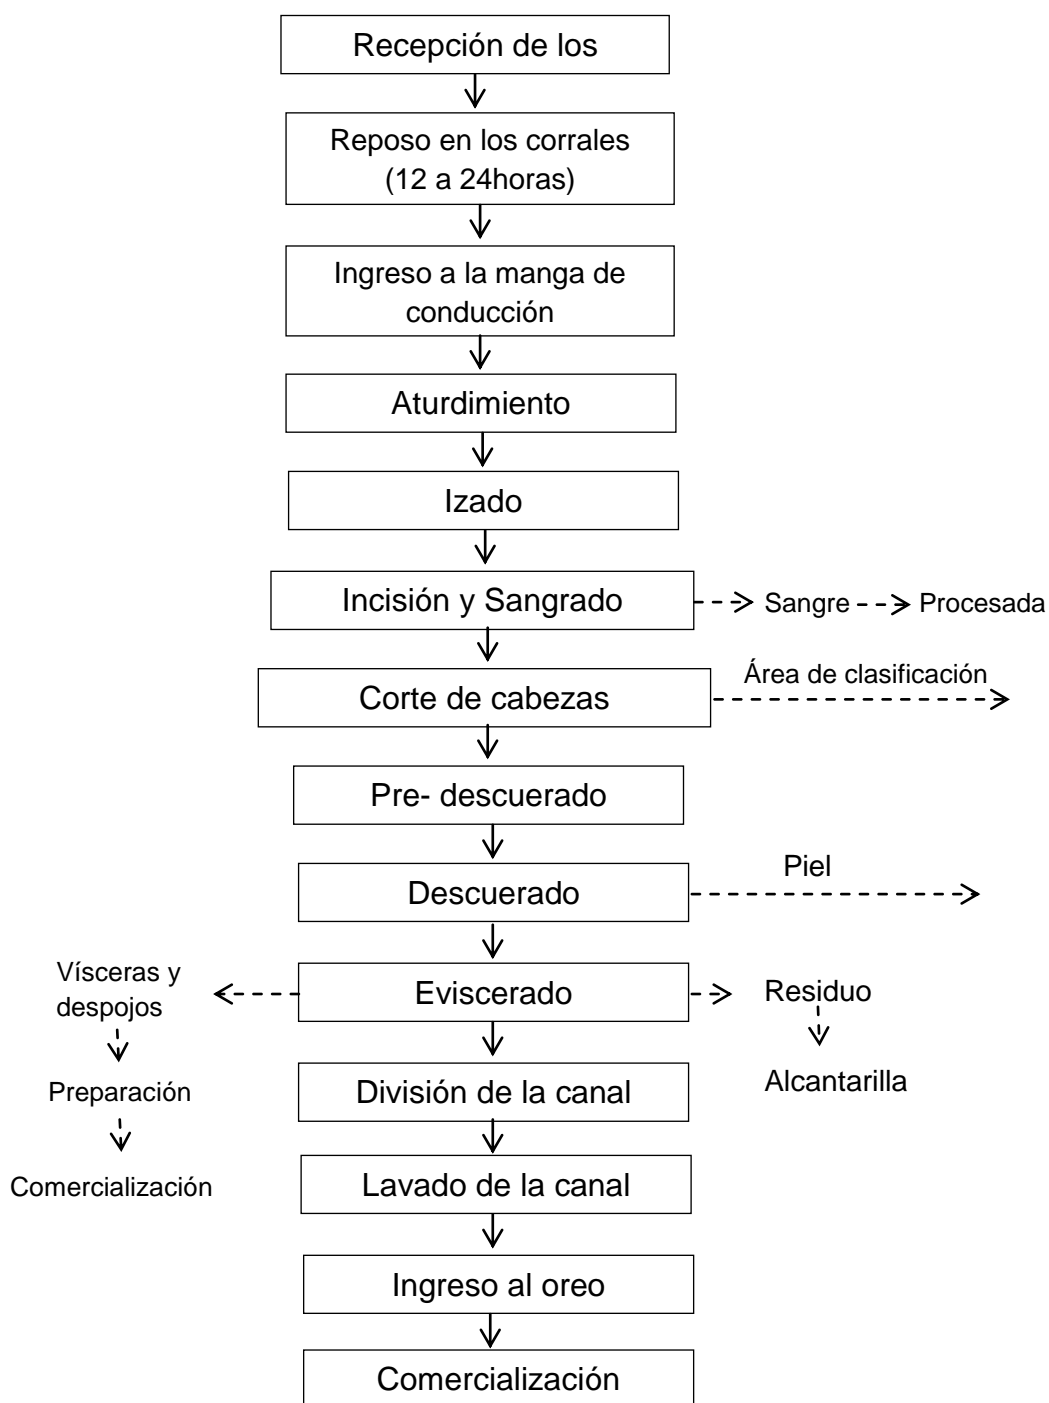 Recepción de los
Reposo en los corrales
(12 a 24horas)
Ingreso a la manga de
conducción
Aturdimiento
Izado
Incisión y Sangrado
Sangre
Procesada
Corte de cabezas
Área de clasificación
Pre- descuerado
Descuerado
Piel
Vísceras y
despojos
Eviscerado
Residuo
Preparación
División de la canal
Alcantarilla
Comercialización
Lavado de la canal
Ingreso al oreo
Comercialización